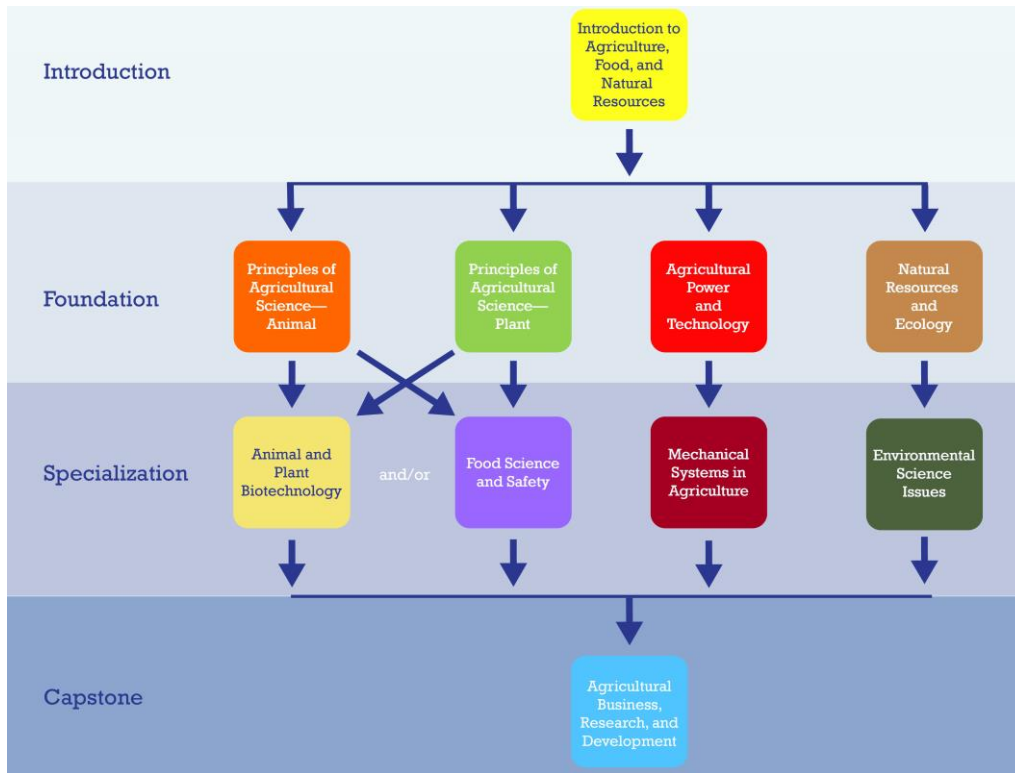 Introduction
Introduction to
Agriculture,
Food, and
Natural
Resources
Foundation
Principles of
Agricultural
Science—
Animal
Principles of
Agricultural
Science—
Plant
Agricultural
Power
and
Technology
Natural
Resources
and
Ecology
Specialization
Animal and
Plant
Biotechnology
and/or
Food Science
and Safety
Mechanical
Systems in
Agriculture
Environmental
Science
Issues
Capstone
Agricultural
Business,
Research, and
Development